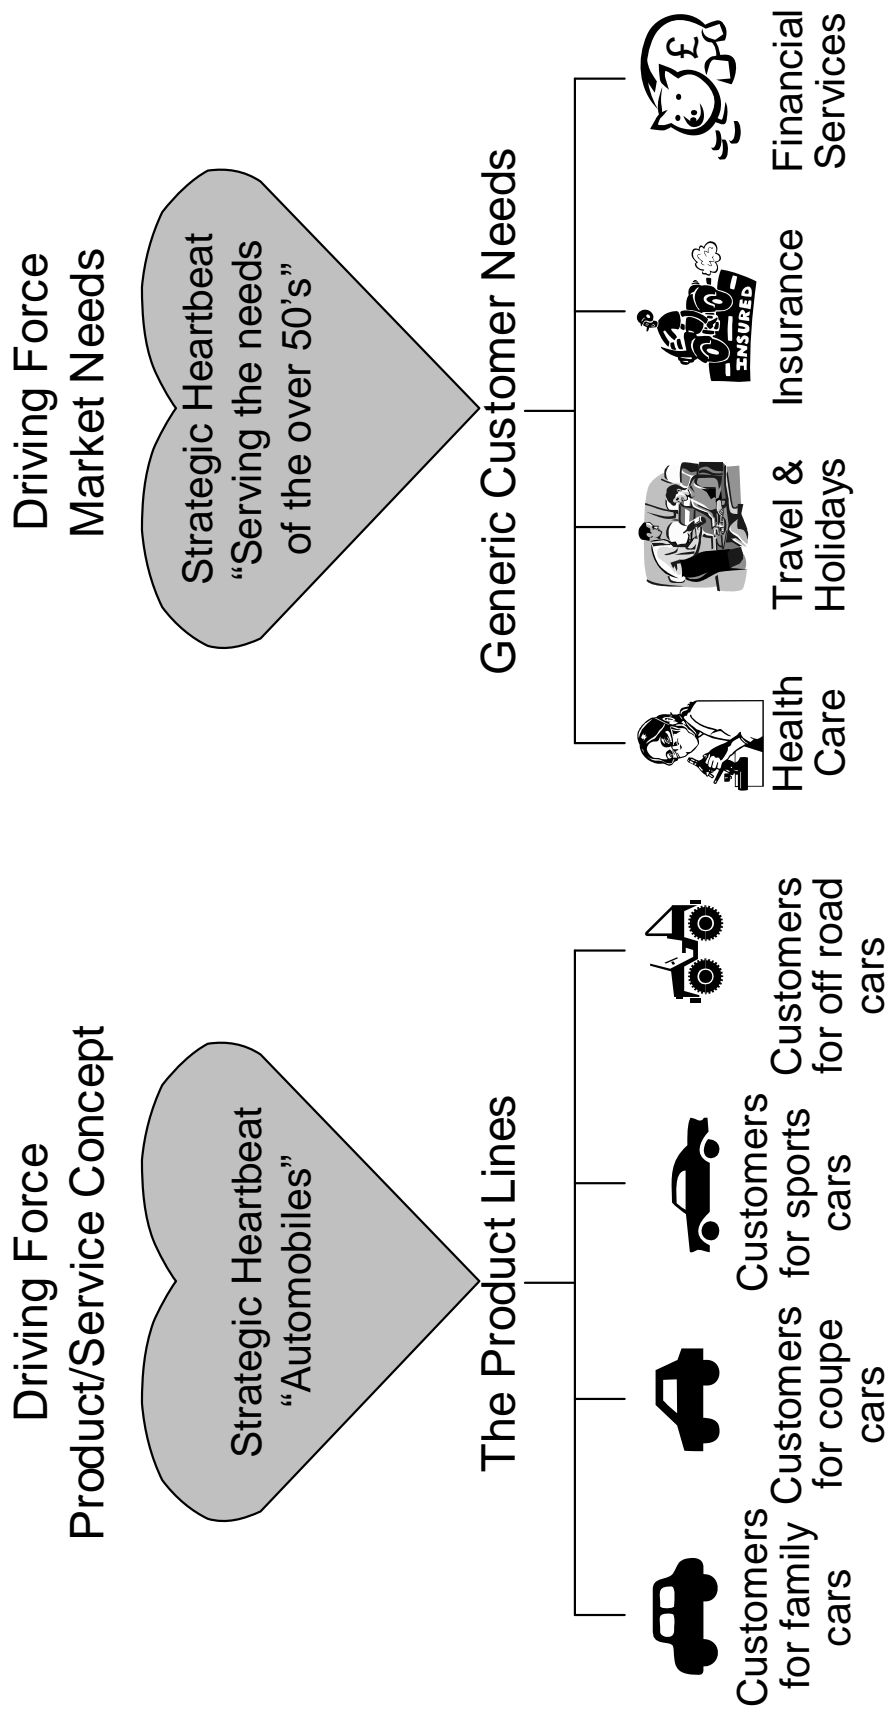 Driving Force
Product/Service Concept
Strategic Heartbeat
“Automobiles”
The Product Lines
Customers
for family
cars
Customers
for coupe
cars
Customers
for sports
cars
Customers
for off road
cars
Driving Force
Market Needs
Strategic Heartbeat
“Serving the needs
of the over 50’s”
Generic Customer Needs
Health
Care
Travel &
Holidays
INSURED
Insurance
£
Financial
Services